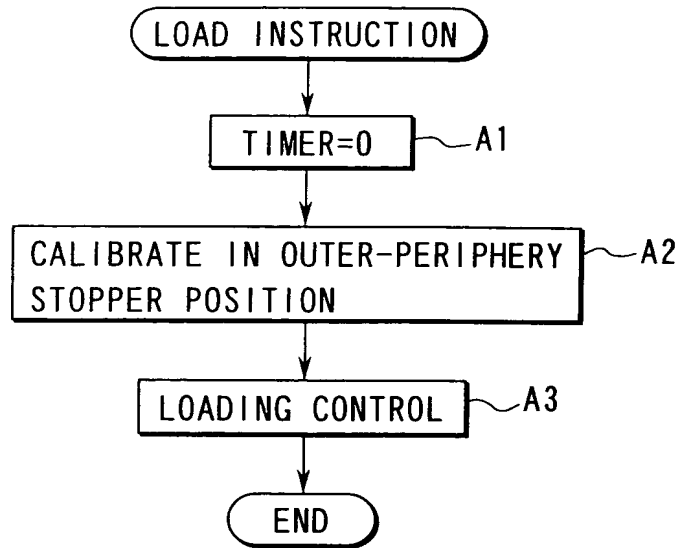 LOAD INSTRUCTION
TIMER=0
A1
CALIBRATE IN OUTER-PERIPHERY
STOPPER POSITION
A2
LOADING CONTROL
A3
END